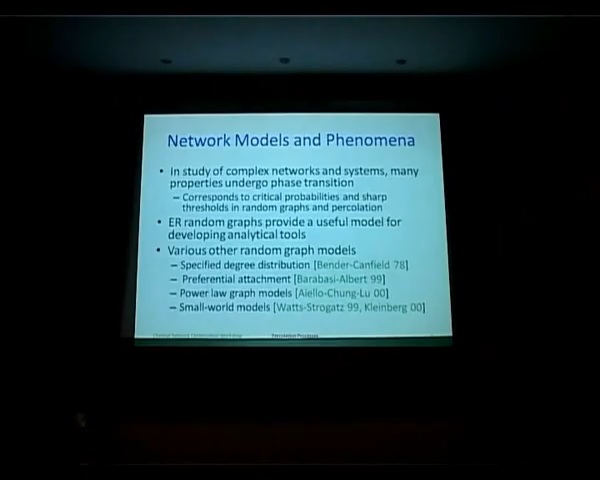 Network Models and Phenomena
• In study of complex networks and systems, many
properties undergo phase transition
– Corresponds to critical probabilities and sharp
thresholds in random graphs and percolation
• ER random graphs provide a useful model for
developing analytical tools
• Various other random graph models
– Specified degree distribution [Bender-Canfield 78]
– Preferential attachment [Barabasi-Albert 99]
– Power law graph models [Aiello-Chung-Lu 00]
– Small-world models [Watts-Strogatz 99, Kleinberg 00]
Percolation Processes